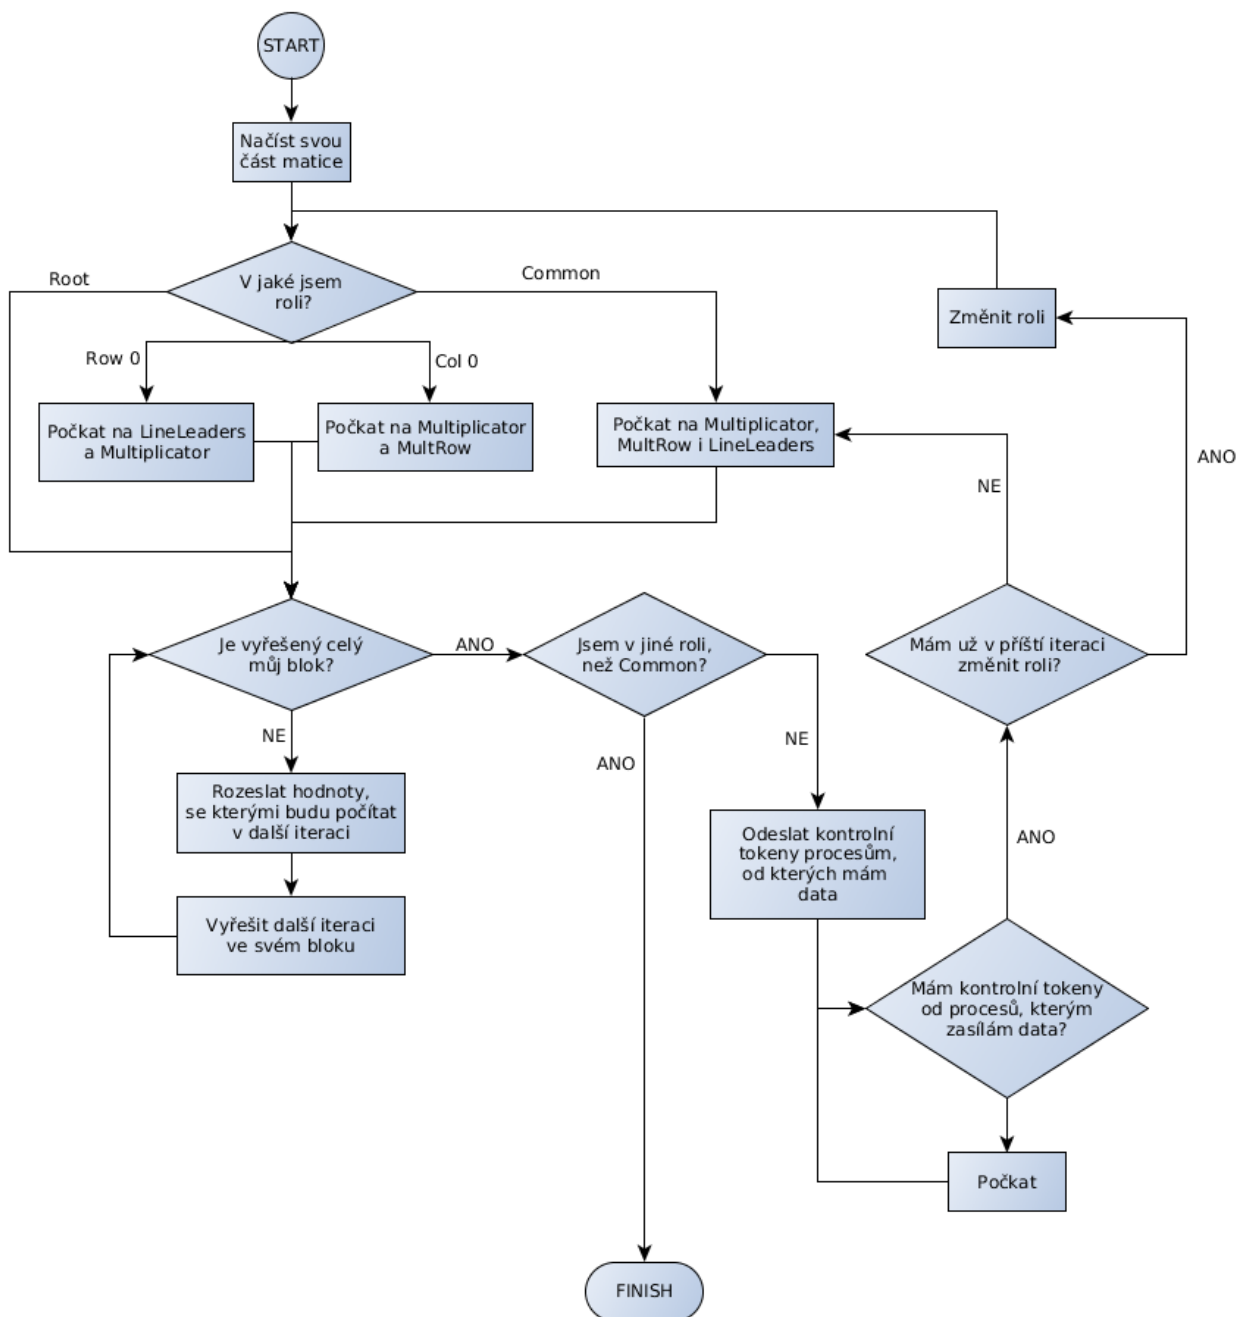 START
Načíst svou
část matice
Root
V jaké jsem
roli?
Common
Změnit roli
Row 0
Col 0
Počkat na LineLeaders
a Multiplicator
Počkat na Multiplicator
a MultRow
Počkat na Multiplicator,
MultRow i LineLeaders
NE
ANO
Je vyřešený celý
můj blok?
ANO
Jsem v jiné roli,
než Common?
Mám už v příští iteraci
změnit roli?
NE
NE
ANO
Rozeslat hodnoty,
se kterými budu počítat
v další iteraci
Odeslat kontrolní
tokeny procesům,
od kterých mám
data
ANO
Vyřešit další iteraci
ve svém bloku
Mám kontrolní tokeny
od procesů, kterým
zasílám data?
Počkat
FINISH